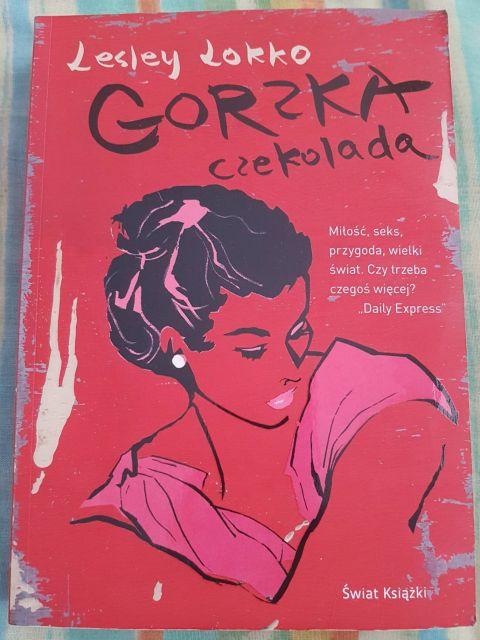 Lesley Lokko
GORZKA
czekolada
Miłość, seks,
przygoda, wielki
świat. Czy trzeba
czegoś więcej?
„Daily Express"
Świat Książki